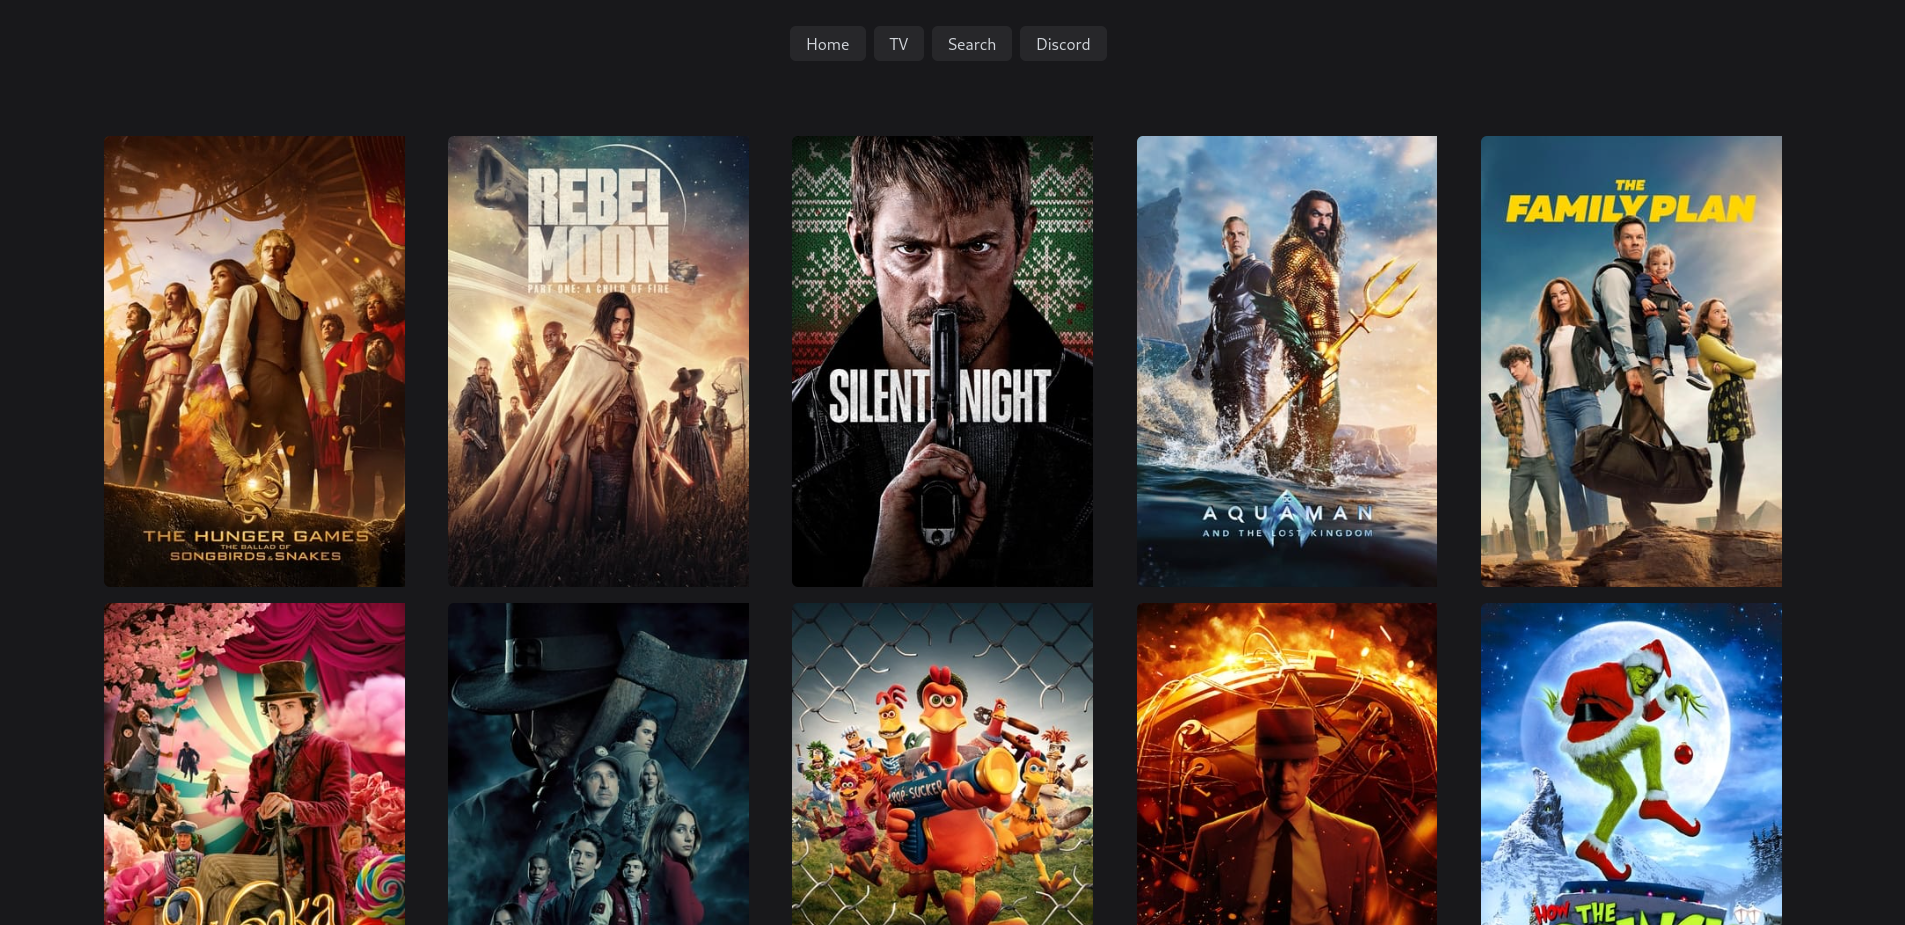 Home
TV
Search
Discord
THE HUNGER GAMES
THE BALLAD OF
SONGBIRDS & SNAKES
REBEL
MOON
PART ONE: A CHILD OF FIRE
SILENT NIGHT
AQUAMAN
AND THE LOST KINGDOM
THE
FAMILY PLAN
Wonka
POP-SUCKER
HOW THE